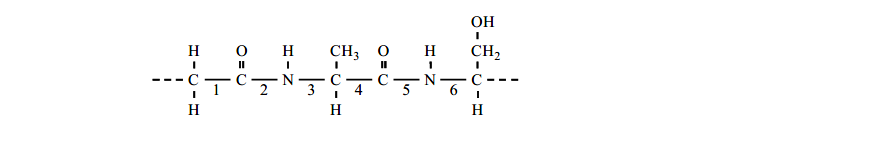 OH
H O H CH3 O H CH2
---C—C—N—C—C—N—C---
1 2 3 4 5 6
H H H